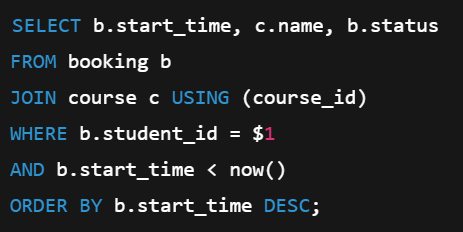 SELECT b.start_time, c.name, b.status
FROM booking b
JOIN course c USING (course_id)
WHERE b.student_id = $1
AND b.start_time < now()
ORDER BY b.start_time DESC;